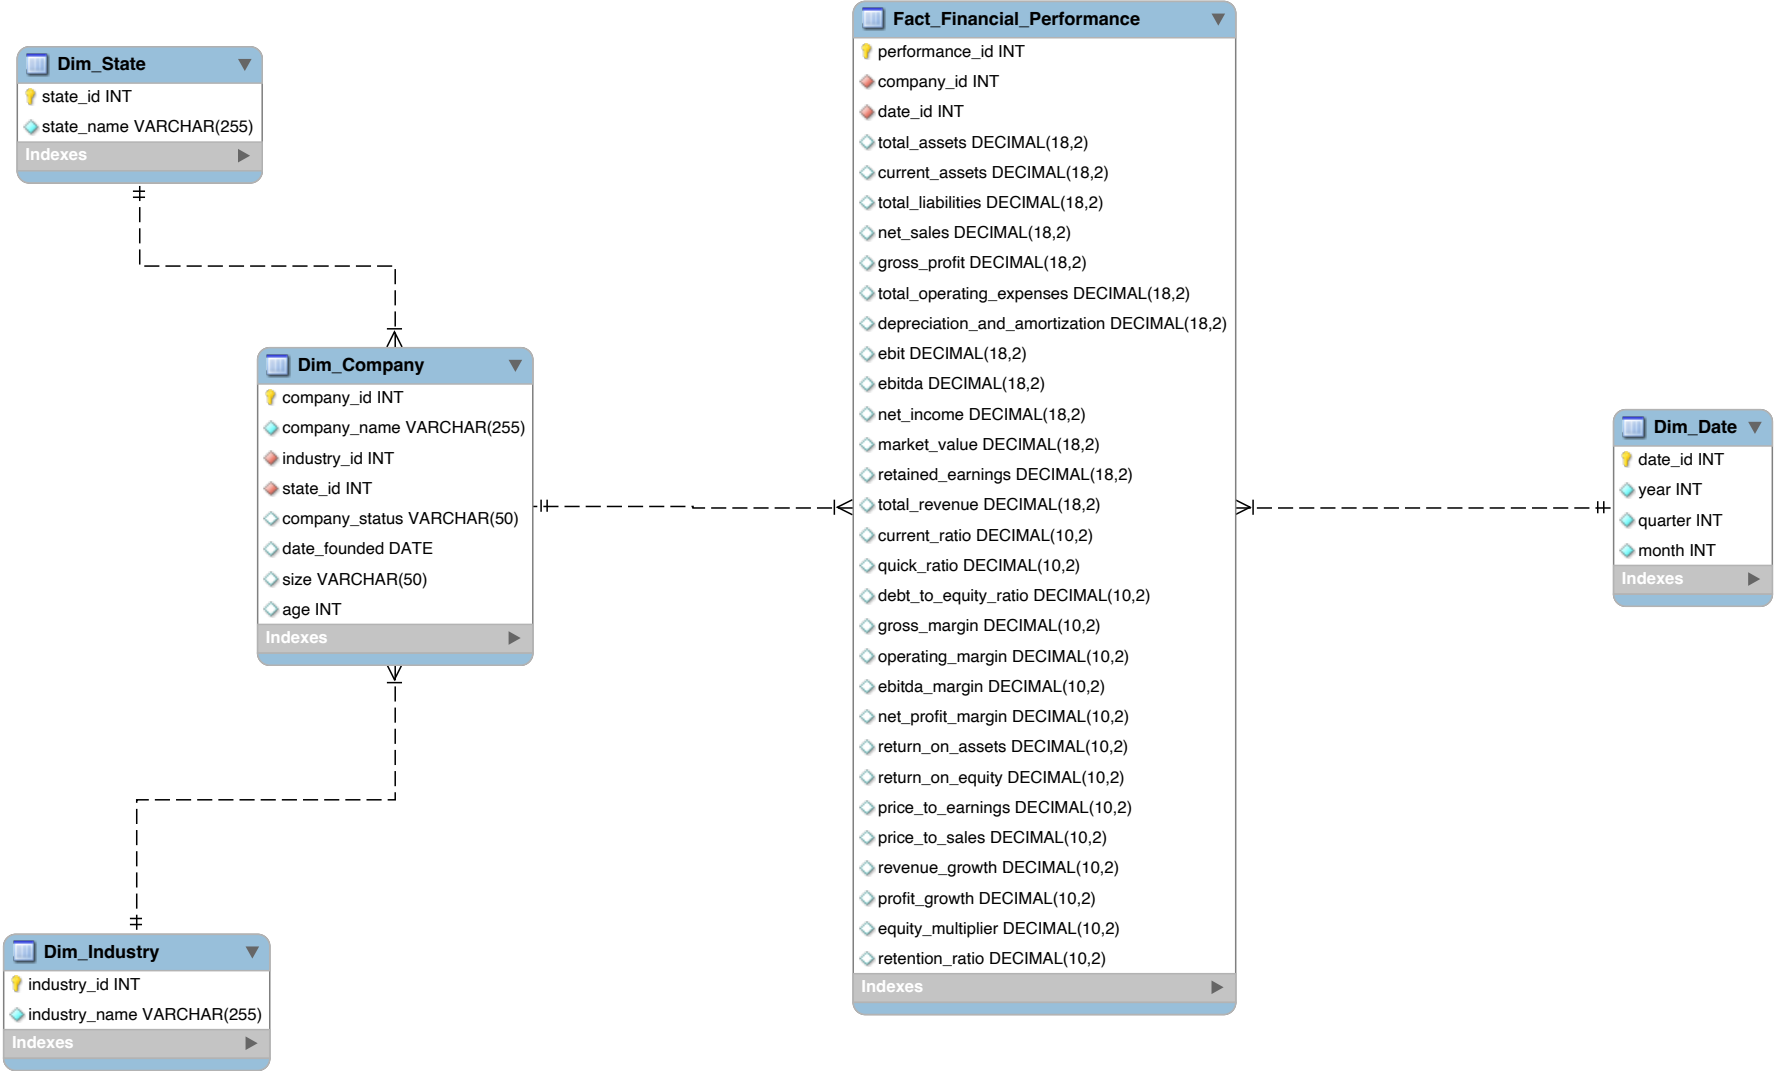 Dim_State
state_id INT
state_name VARCHAR(255)
Indexes
Dim_Company
company_id INT
company_name VARCHAR(255)
industry_id INT
state_id INT
company_status VARCHAR(50)
date_founded DATE
size VARCHAR(50)
age INT
Indexes
Dim_Industry
industry_id INT
industry_name VARCHAR(255)
Indexes
Fact_Financial_Performance
performance_id INT
company_id INT
date_id INT
total_assets DECIMAL(18,2)
current_assets DECIMAL(18,2)
total_liabilities DECIMAL(18,2)
net_sales DECIMAL(18,2)
gross_profit DECIMAL(18,2)
total_operating_expenses DECIMAL(18,2)
depreciation_and_amortization DECIMAL(18,2)
ebit DECIMAL(18,2)
ebitda DECIMAL(18,2)
net_income DECIMAL(18,2)
market_value DECIMAL(18,2)
retained_earnings DECIMAL(18,2)
total_revenue DECIMAL(18,2)
current_ratio DECIMAL(10,2)
quick_ratio DECIMAL(10,2)
debt_to_equity_ratio DECIMAL(10,2)
gross_margin DECIMAL(10,2)
operating_margin DECIMAL(10,2)
ebitda_margin DECIMAL(10,2)
net_profit_margin DECIMAL(10,2)
return_on_assets DECIMAL(10,2)
return_on_equity DECIMAL(10,2)
price_to_earnings DECIMAL(10,2)
price_to_sales DECIMAL(10,2)
revenue_growth DECIMAL(10,2)
profit_growth DECIMAL(10,2)
equity_multiplier DECIMAL(10,2)
retention_ratio DECIMAL(10,2)
Indexes
Dim_Date
date_id INT
year INT
quarter INT
month INT
Indexes